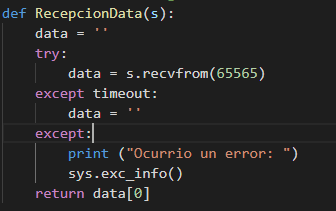 def RecepcionData(s):
    data = ''
    try:
        data = s.recvfrom(65565)
    except timeout:
        data = ''
    except:
        print ("Ocurrio un error: ")
        sys.exc_info()
    return data[0]